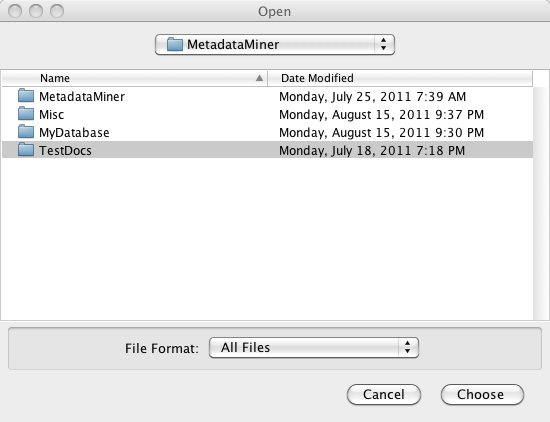 Open
MetadataMiner
Name Date Modified
MetadataMiner Monday, July 25, 2011 7:39 AM
Misc Monday, August 15, 2011 9:37 PM
MyDatabase Monday, August 15, 2011 9:30 PM
TestDocs Monday, July 18, 2011 7:18 PM
File Format: All Files
Cancel Choose